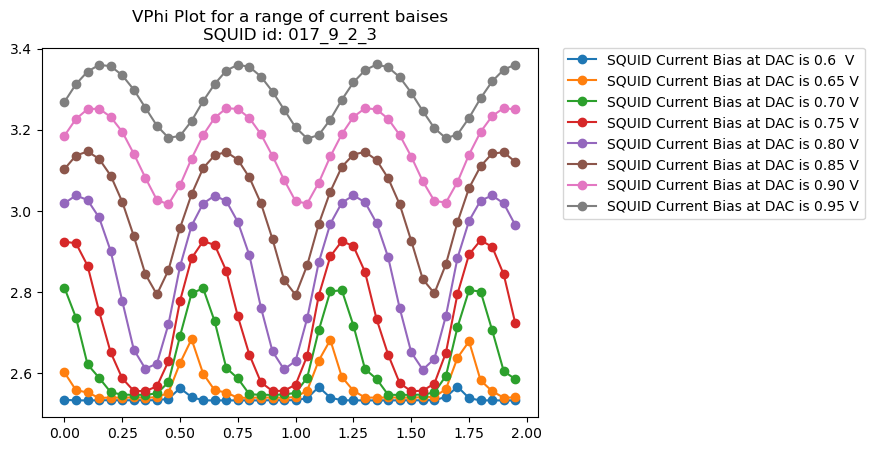 VPhi Plot for a range of current baises
SQUID id: 017_9_2_3
3.4
3.2
3.0
2.8
2.6
0.00 0.25 0.50 0.75 1.00 1.25 1.50 1.75 2.00
SQUID Current Bias at DAC is 0.6  V
SQUID Current Bias at DAC is 0.65 V
SQUID Current Bias at DAC is 0.70 V
SQUID Current Bias at DAC is 0.75 V
SQUID Current Bias at DAC is 0.80 V
SQUID Current Bias at DAC is 0.85 V
SQUID Current Bias at DAC is 0.90 V
SQUID Current Bias at DAC is 0.95 V